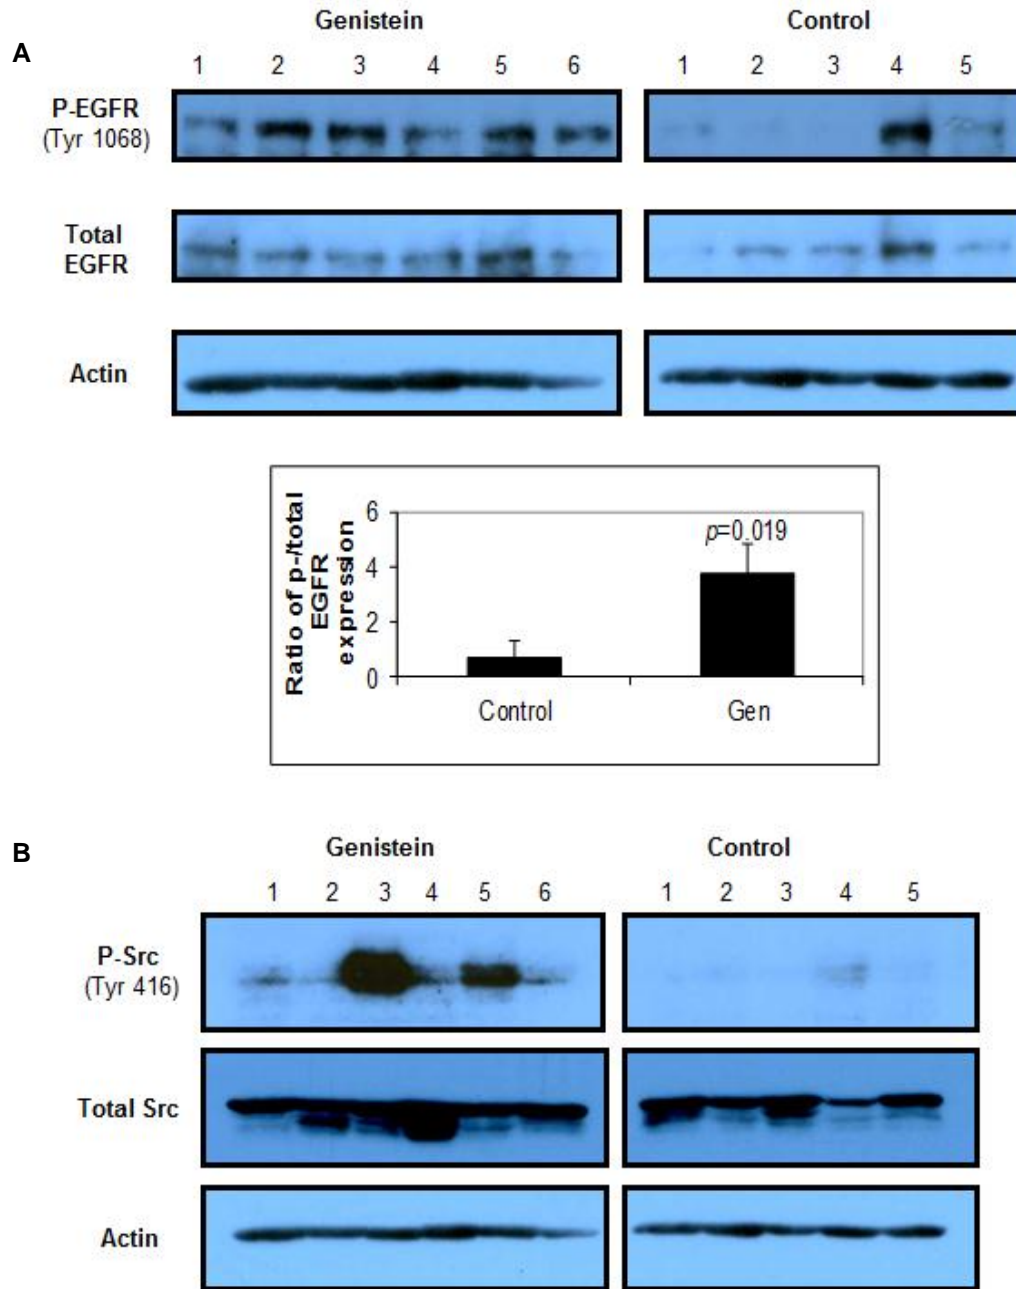 Genistein Control
A
1 2 3 4 5 6 1 2 3 4 5
P-EGFR
(Tyr 1068)
Total
EGFR
Actin
Ratio of p-/total
EGFR
expression
6
4
2
0
p=0.019
Control Gen
B
Genistein Control
1 2 3 4 5 6 1 2 3 4 5
P-Src
(Tyr 416)
Total Src
Actin